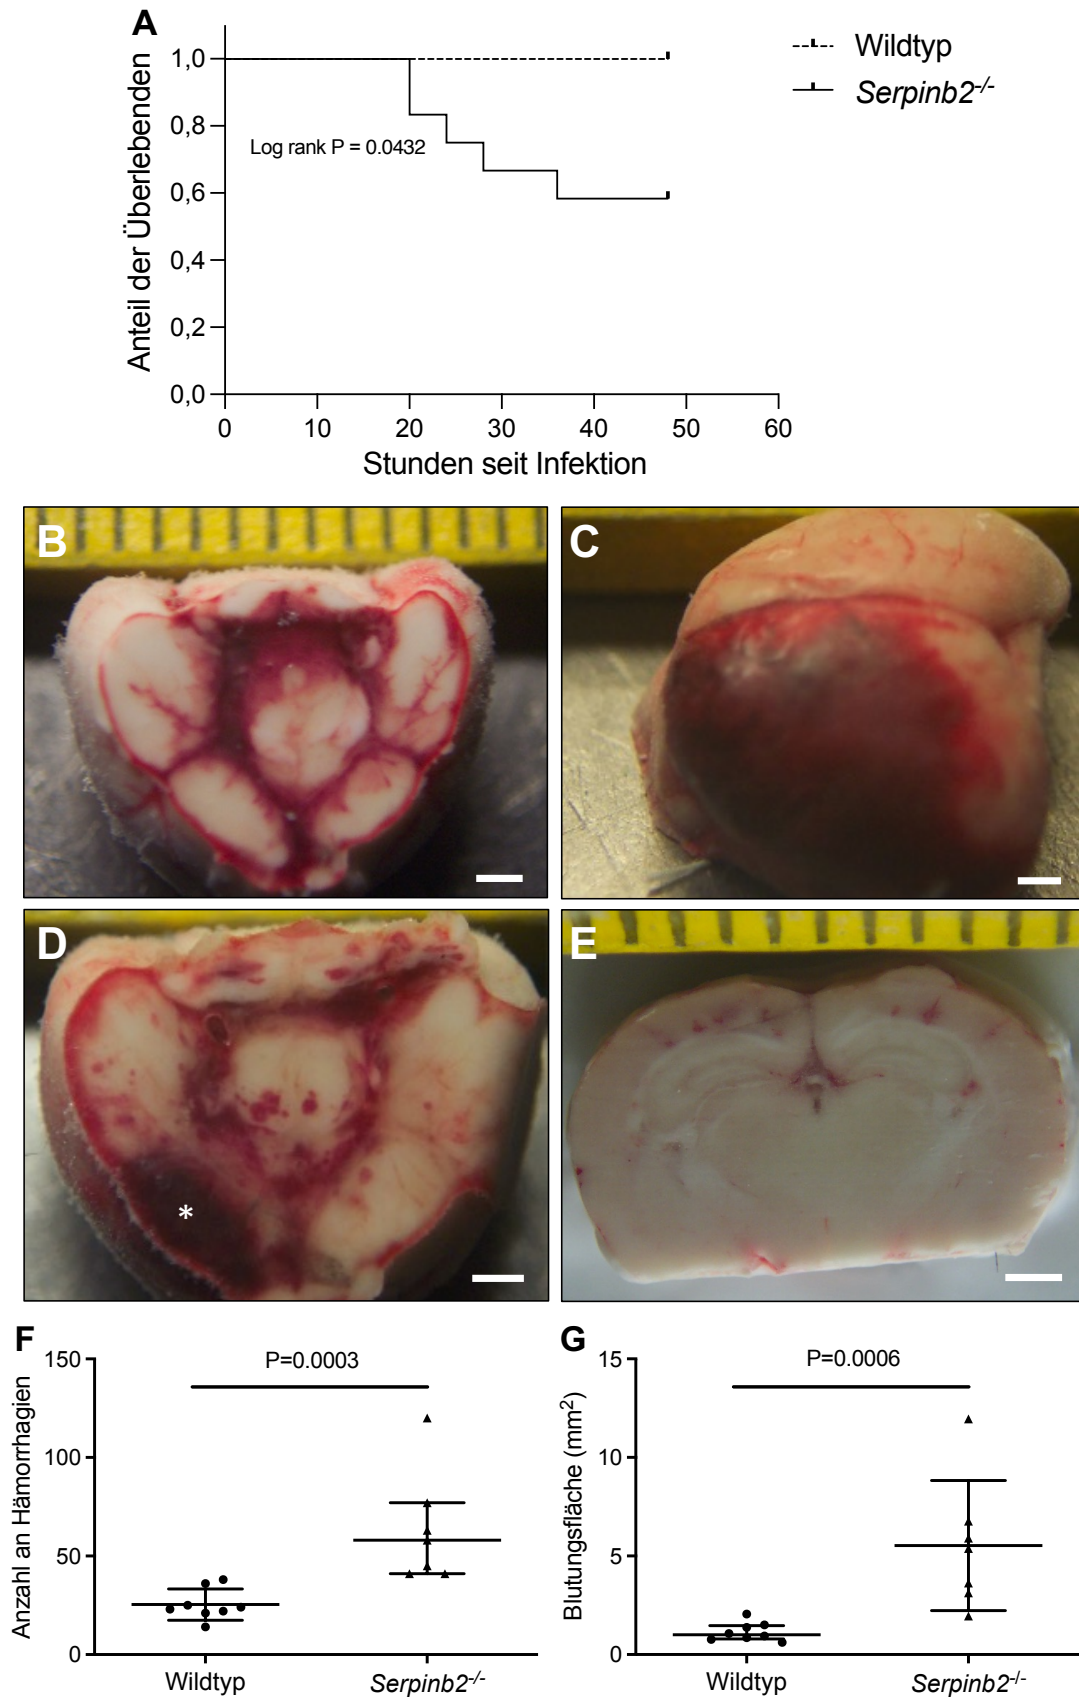 A
Wildtyp
Serpinb2-/-
Anteil der Überlebenden
1,0
0,8
0,6
0,4
0,2
0,0
Log rank P = 0.0432
0 10 20 30 40 50 60
Stunden seit Infektion
B
C
D
*
E
F
Anzahl an Hämorrhagien
150
100
50
0
P=0.0003
Wildtyp Serpinb2-/-
G
Blutungsfläche (mm2)
15
10
5
0
P=0.0006
Wildtyp Serpinb2-/-